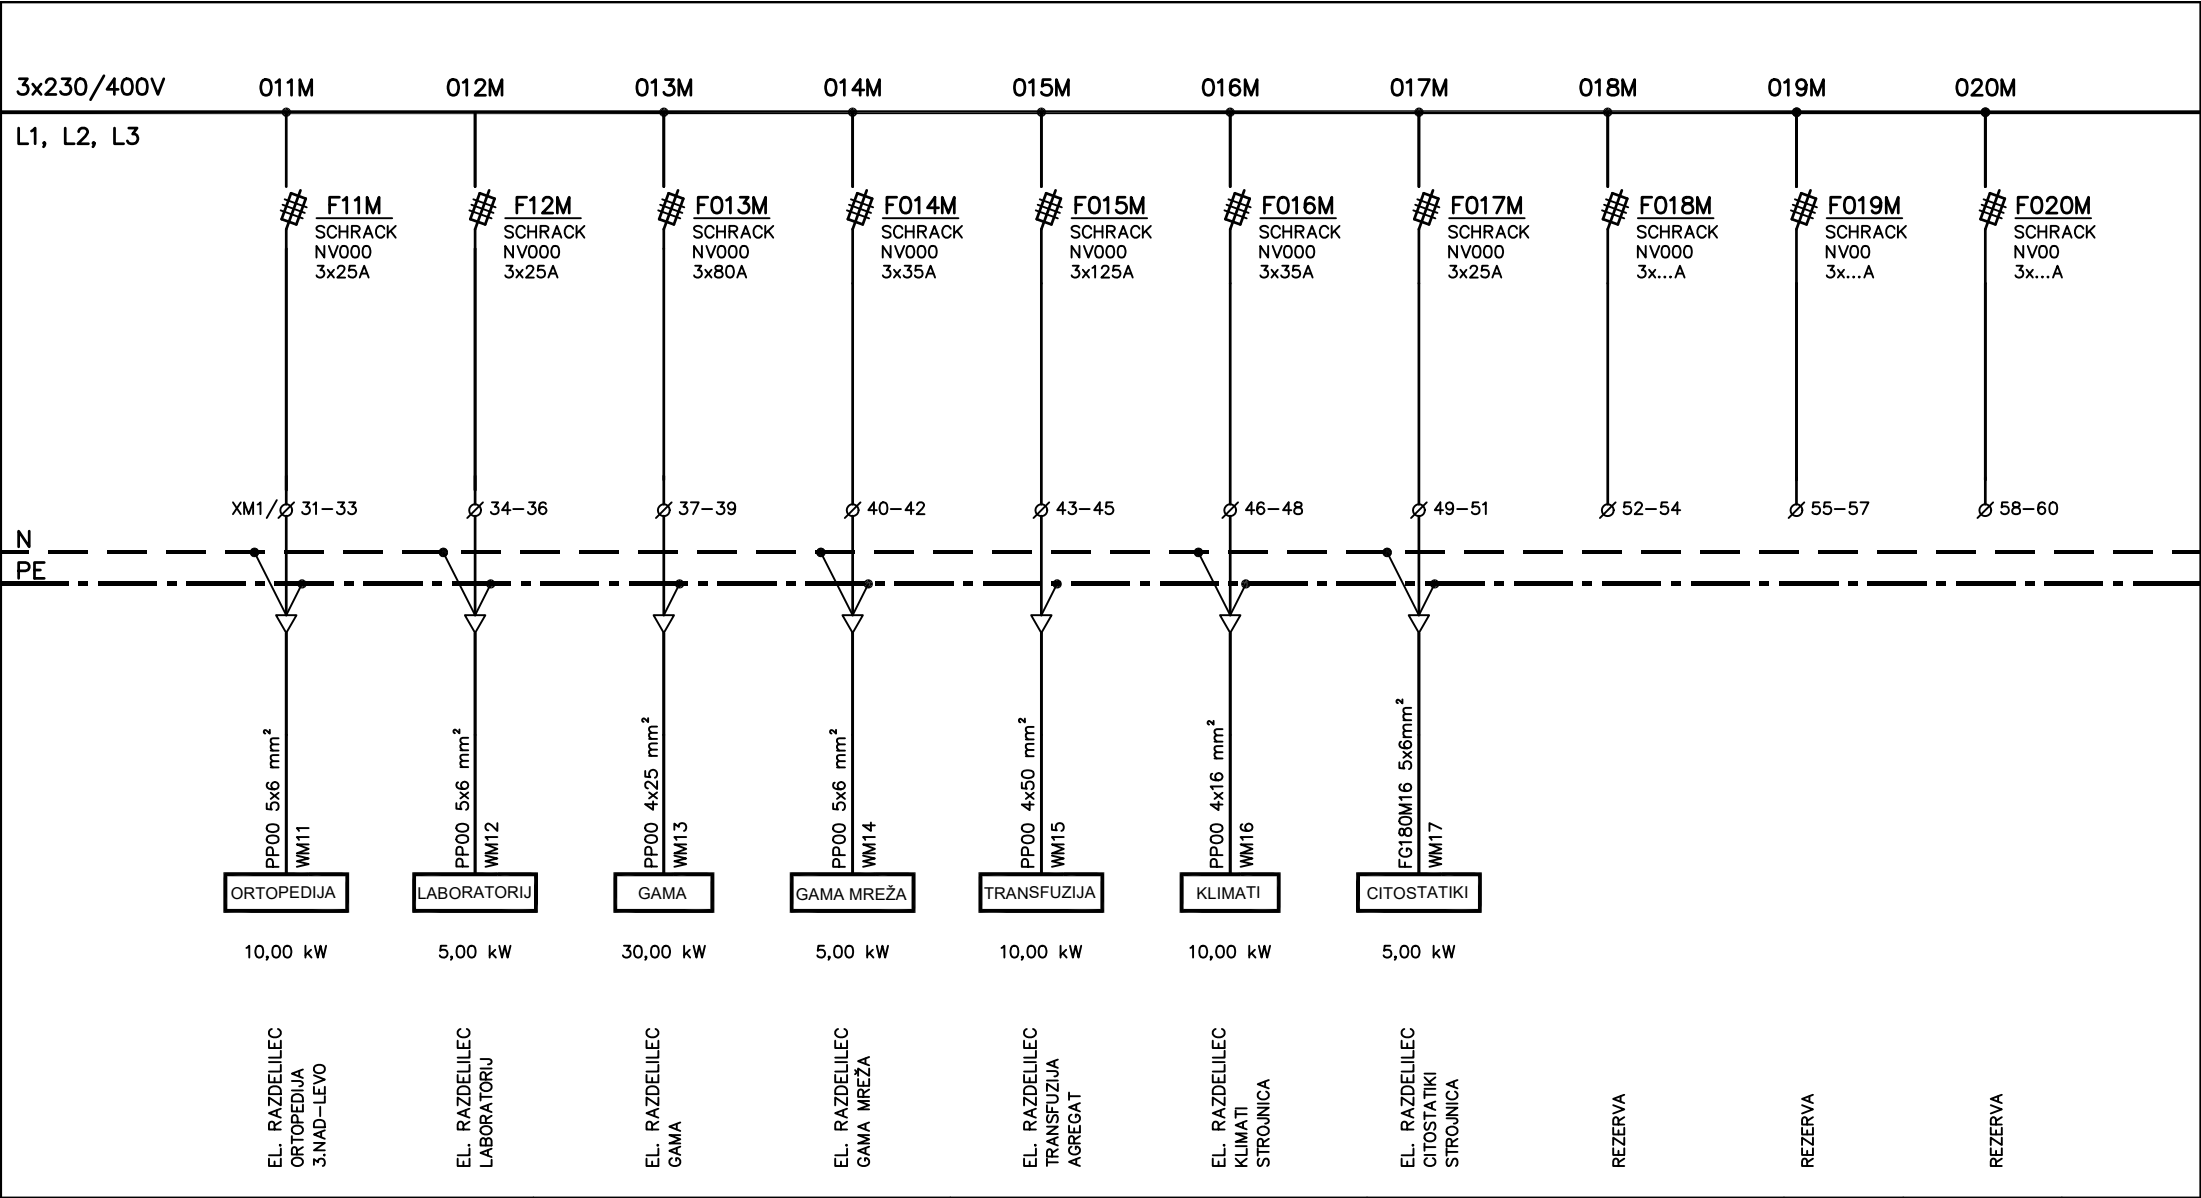 3x230/400V
011M
012M
013M
014M
015M
016M
017M
018M
019M
020M
L1, L2, L3
F11M
SCHRACK
NV000
3x25A
F12M
SCHRACK
NV000
3x25A
F013M
SCHRACK
NV000
3x80A
F014M
SCHRACK
NV000
3x35A
F015M
SCHRACK
NV000
3x125A
F016M
SCHRACK
NV000
3x35A
F017M
SCHRACK
NV000
3x25A
F018M
SCHRACK
NV000
3x...A
F019M
SCHRACK
NV00
3x...A
F020M
SCHRACK
NV00
3x...A
XM1/
31-33
34-36
37-39
40-42
43-45
46-48
49-51
52-54
55-57
58-60
N
PE
PP00 5x6 mm²
WM11
PP00 5x6 mm²
WM12
PP00 4x25 mm²
WM13
PP00 5x6 mm²
WM14
PP00 4x50 mm²
WM15
PP00 4x16 mm²
WM16
FG180M16 5x6mm²
WM17
ORTOPEDIJA
LABORATORIJ
GAMA
GAMA MREŽA
TRANSFUZIJA
KLIMATI
CITOSTATIKI
10,00 kW
5,00 kW
30,00 kW
5,00 kW
10,00 kW
10,00 kW
5,00 kW
EL. RAZDELILEC
ORTOPEDIJA
3.NAD-LEVO
EL. RAZDELILEC
LABORATORIJ
EL. RAZDELILEC
GAMA
EL. RAZDELILEC
GAMA MREŽA
EL. RAZDELILEC
TRANSFUZIJA
AGREGAT
EL. RAZDELILEC
KLIMATI
STROJNICA
EL. RAZDELILEC
CITOSTATIKI
STROJNICA
REZERVA
REZERVA
REZERVA